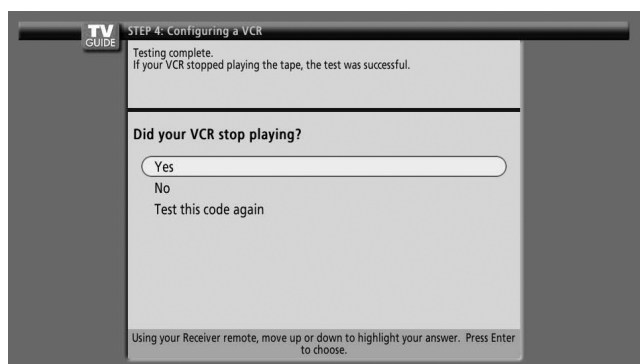 TV
GUIDE
STEP 4: Configuring a VCR
Testing complete.
If your VCR stopped playing the tape, the test was successful.
Did your VCR stop playing?
Yes
No
Test this code again
Using your Receiver remote, move up or down to highlight your answer. Press Enter
to choose.